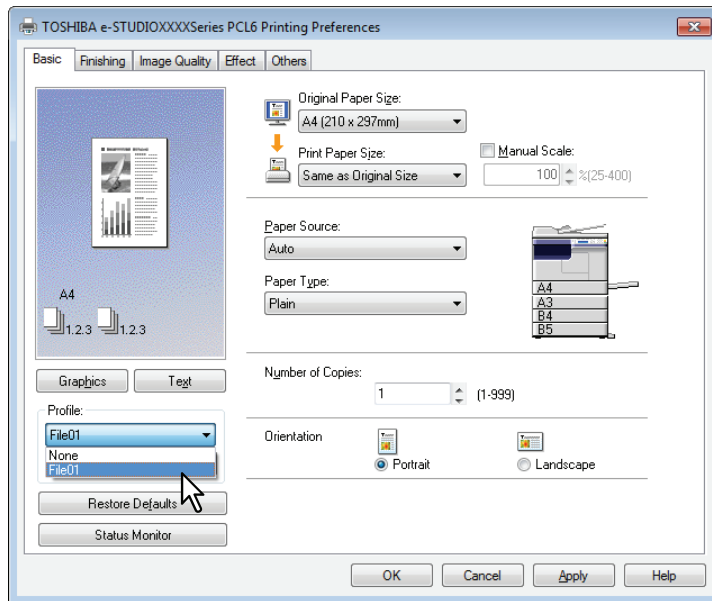 TOSHIBA e-STUDIOXXXXSeries PCL6 Printing Preferences
Basic Finishing Image Quality Effect Others
Original Paper Size:
A4 (210 x 297mm)
Print Paper Size:
Same as Original Size
Manual Scale:
100 %(25-400)
A4
1.2.3 1.2.3
Paper Source:
Auto
Paper Type:
Plain
A4
A3
B4
B5
Graphics Text
Profile:
File01
None
File01
Restore Defaults
Status Monitor
Number of Copies:
1 (1-999)
Orientation
Portrait Landscape
OK Cancel Apply Help